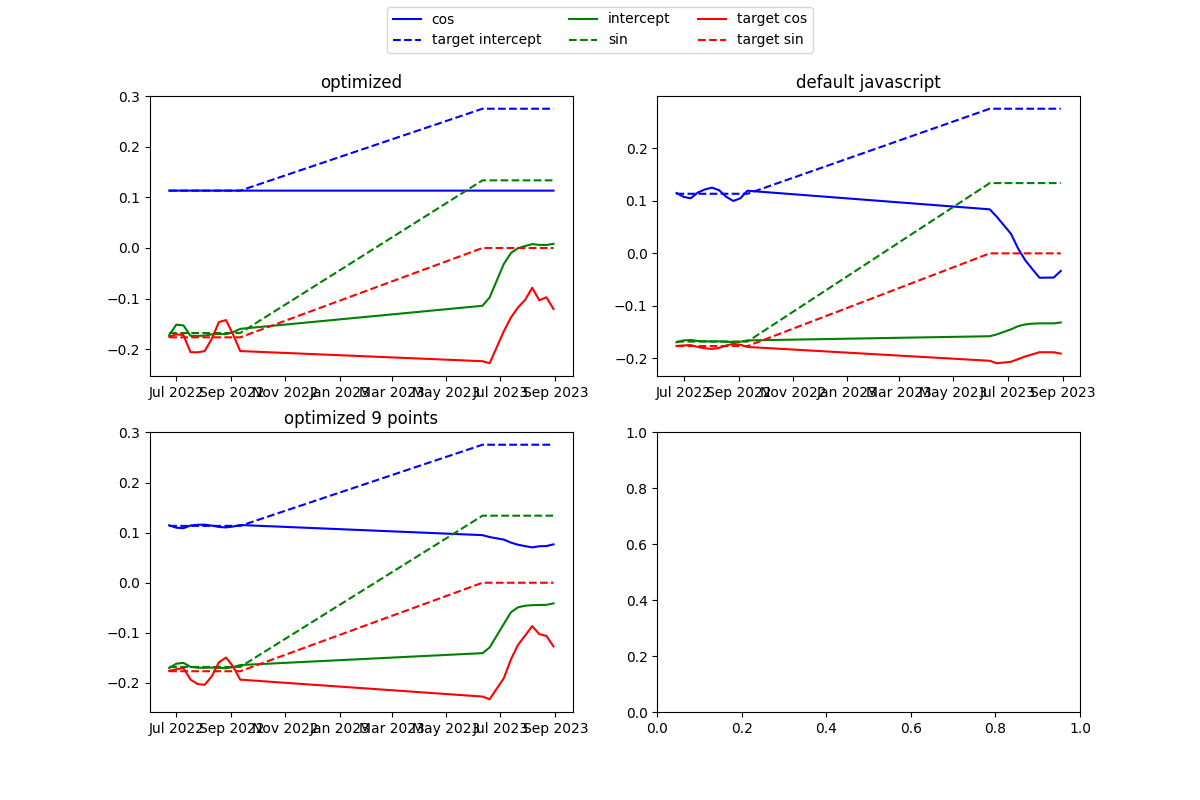 cos intercept target cos
target intercept sin target sin
optimized
default javascript
0.3
0.2
0.1
0.0
−0.1
−0.2
Jul 2022 Sep 2022 Nov 2022 Jan 2023 Mar 2023 May 2023 Jul 2023 Sep 2023
0.2
0.1
0.0
−0.1
−0.2
Jul 2022 Sep 2022 Nov 2022 Jan 2023 Mar 2023 May 2023 Jul 2023 Sep 2023
optimized 9 points
0.3
0.2
0.1
0.0
−0.1
−0.2
Jul 2022 Sep 2022 Nov 2022 Jan 2023 Mar 2023 May 2023 Jul 2023 Sep 2023
1.0
0.8
0.6
0.4
0.2
0.0
0.0 0.2 0.4 0.6 0.8 1.0